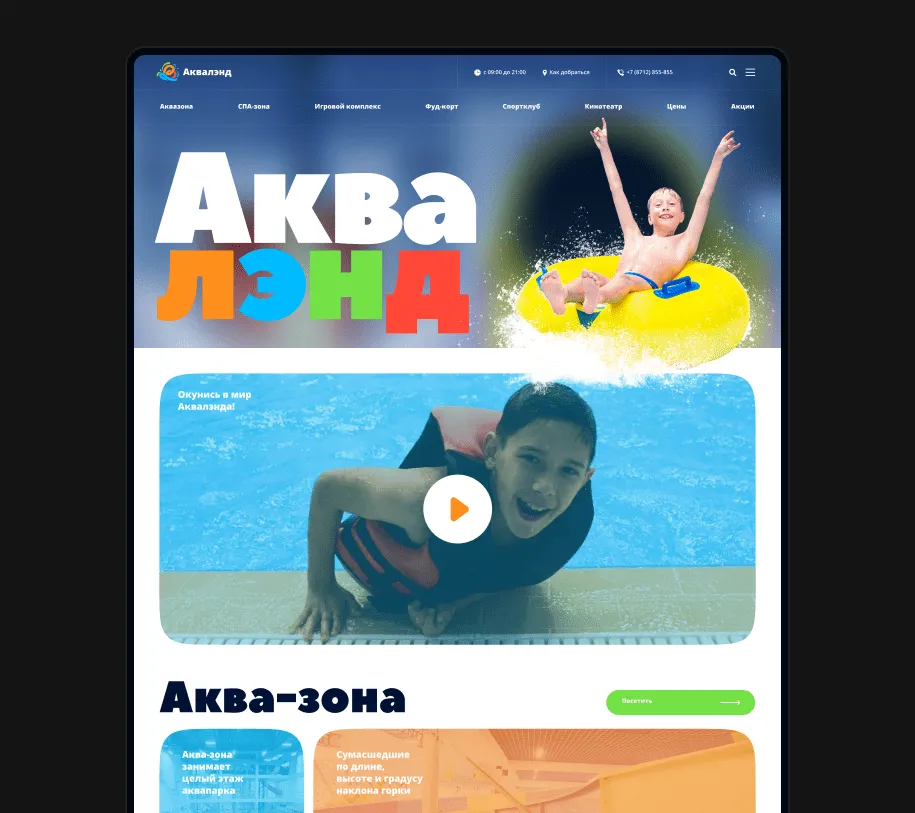 Аквалэнд
с 09:00 до 21:00
Как добраться
+7 (8712) 855-855
Аквазона
СПА-зона
Игровой комплекс
Фуд-корт
Спортклуб
Кинотеатр
Цены
Акции
Аква
лэнд
Окунись в мир
Аквалэнда!
Аква-зона
Посетить
Аква-зона
занимает
целый этаж
аквапарка
Сумасшедшие
по длине,
высоте и градусу
наклона горки